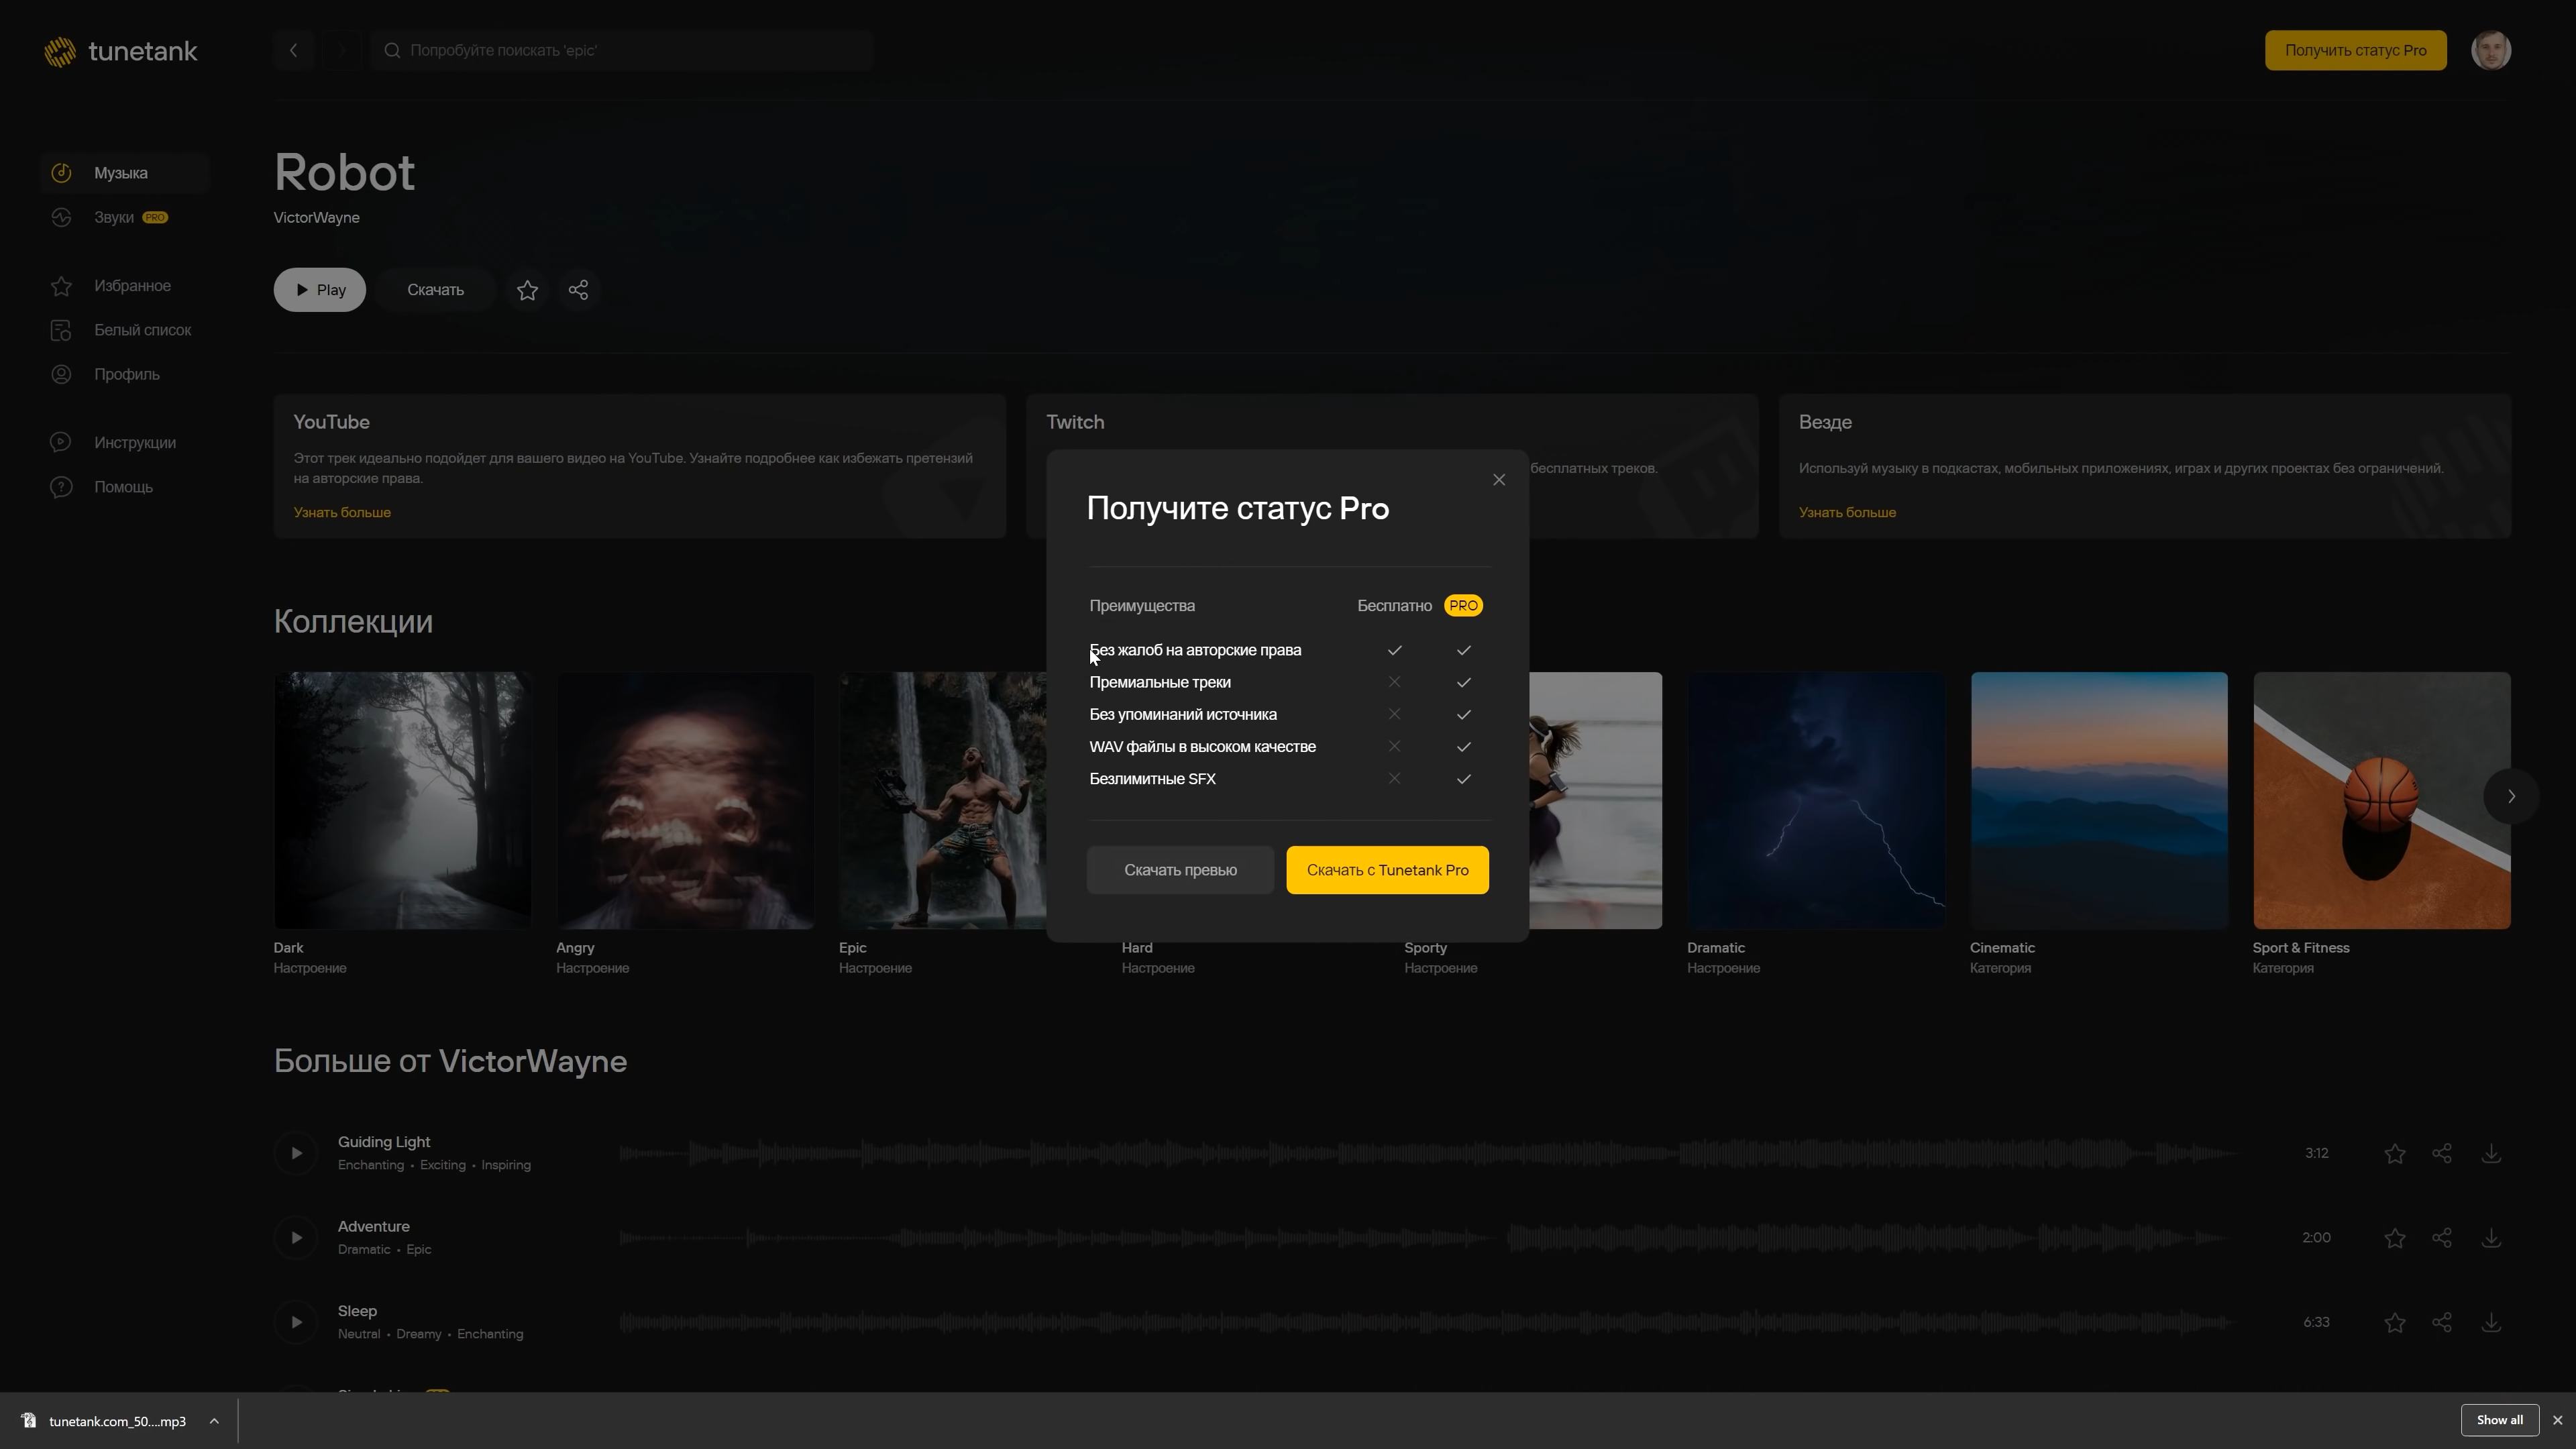 tunetank
Попробуйте поискать 'epic'
Получить статус Pro
Музыка
Звуки PRO
Избранное
Белый список
Профиль
Инструкции
Помощь
Robot
VictorWayne
Play
Скачать
YouTube
Этот трек идеально подойдет для вашего видео на YouTube. Узнайте подробнее как избежать претензий
на авторские права.
Узнать больше
Twitch
бесплатных треков.
Везде
Используй музыку в подкастах, мобильных приложениях, играх и других проектах без ограничений.
Узнать больше
Получите статус Pro
Преимущества Бесплатно PRO
Без жалоб на авторские права
Премиальные треки
Без упоминаний источника
WAV файлы в высоком качестве
Безлимитные SFX
Скачать превью
Скачать с Tunetank Pro
Коллекции
Dark
Настроение
Angry
Настроение
Epic
Настроение
Hard
Настроение
Sporty
Настроение
Dramatic
Настроение
Cinematic
Категория
Sport & Fitness
Категория
Больше от VictorWayne
Guiding Light
Enchanting • Exciting • Inspiring
3:12
Adventure
Dramatic • Epic
2:00
Sleep
Neutral • Dreamy • Enchanting
6:33
tunetank.com_50....mp3
Show all